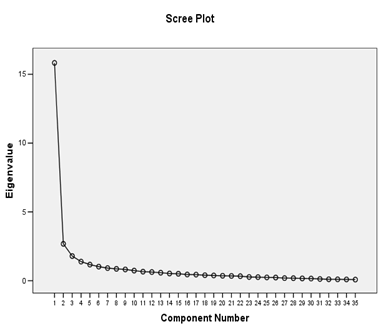 Scree Plot
15
10
5
0
Eigenvalue
1 2 3 4 5 6 7 8 9 10 11 12 13 14 15 16 17 18 19 20 21 22 23 24 25 26 27 28 29 30 31 32 33 34 35
Component Number